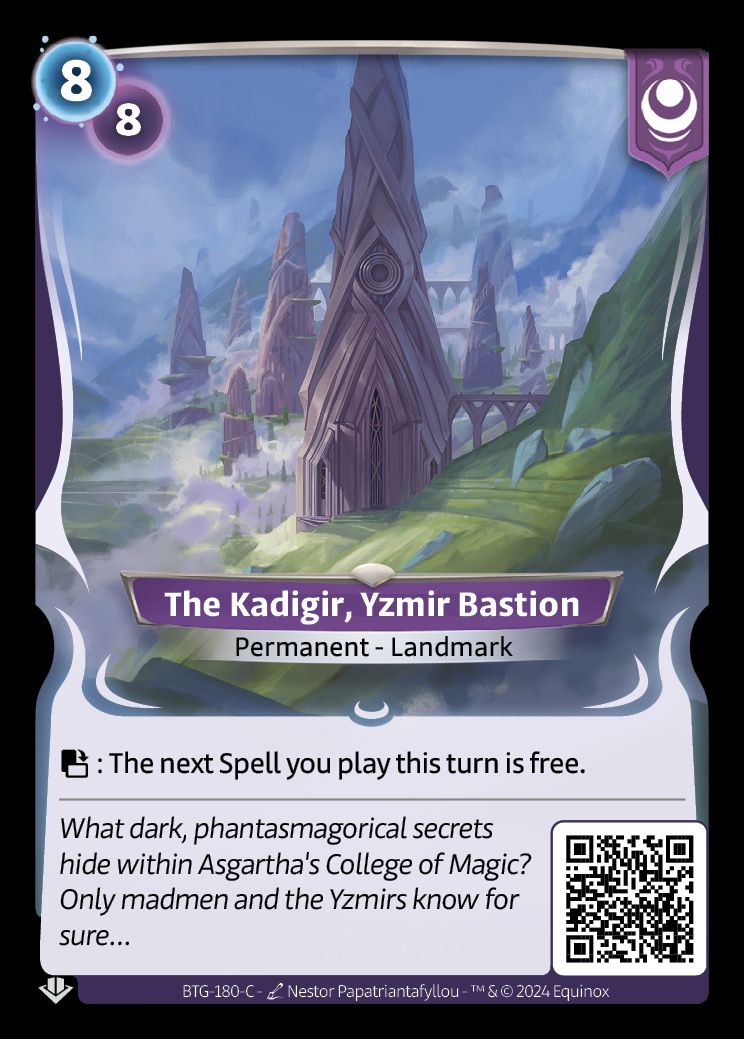 8
8
The Kadigir, Yzmir Bastion
Permanent - Landmark
: The next Spell you play this turn is free.
What dark, phantasmagorical secrets
hide within Asgartha's College of Magic?
Only madmen and the Yzmirs know for
sure...
BTG-180-C - Nestor Papatriantafyllou - ™ & © 2024 Equinox